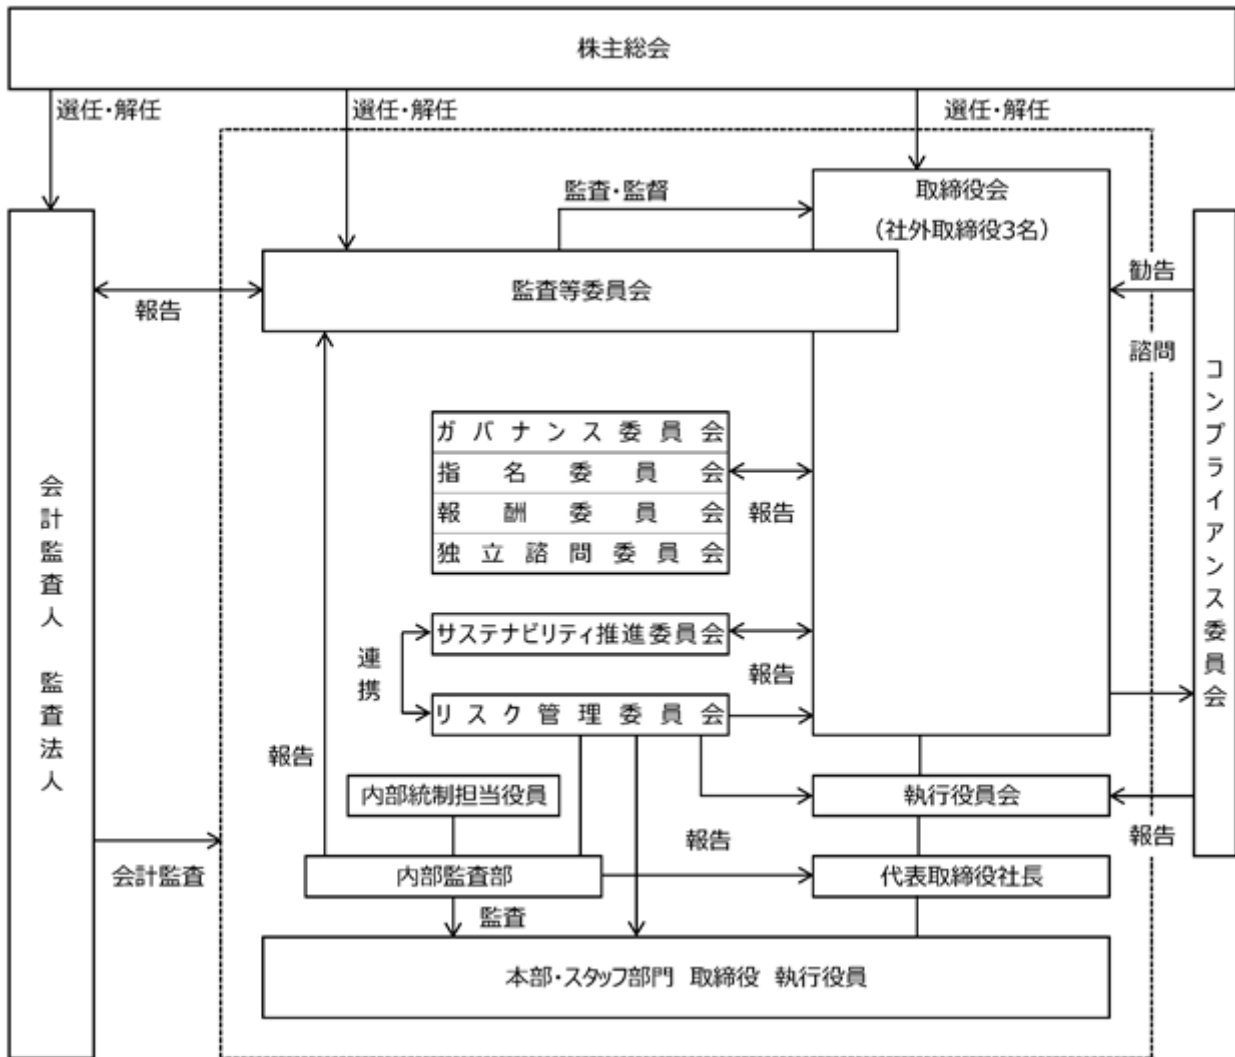 株主総会
選任・解任
選任・解任
選任・解任
監査・監督
取締役会
（社外取締役3名）
監査等委員会
報告
勧告
諮問
コンプライアンス委員会
ガバナンス委員会
指名委員会
報酬委員会
独立諮問委員会
報告
会計監査人 監査法人
サステナビリティ推進委員会
連携
報告
リスク管理委員会
報告
内部統制担当役員
執行役員会
報告
報告
会計監査
内部監査部
代表取締役社長
監査
本部・スタッフ部門 取締役 執行役員